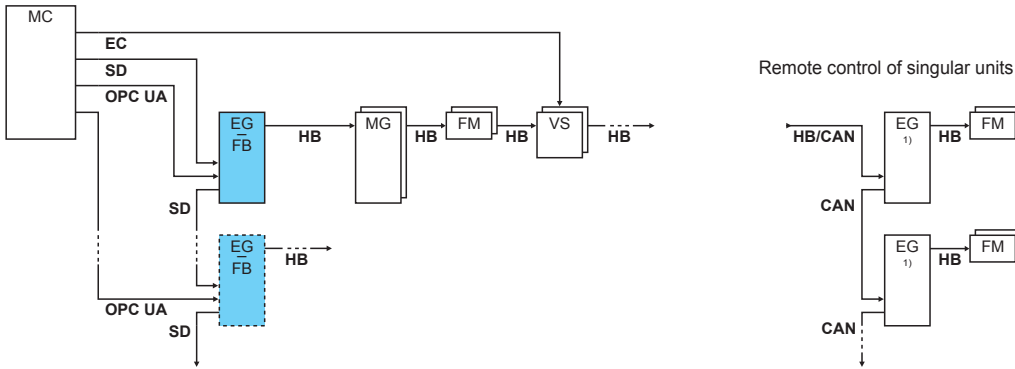 MC
EC
SD
OPC UA
EG
FB
HB
MG
HB
FM
HB
VS
HB
SD
EG
FB
HB
OPC UA
SD
Remote control of singular units
HB/CAN
EG
1)
HB
FM
CAN
EG
1)
HB
FM
CAN